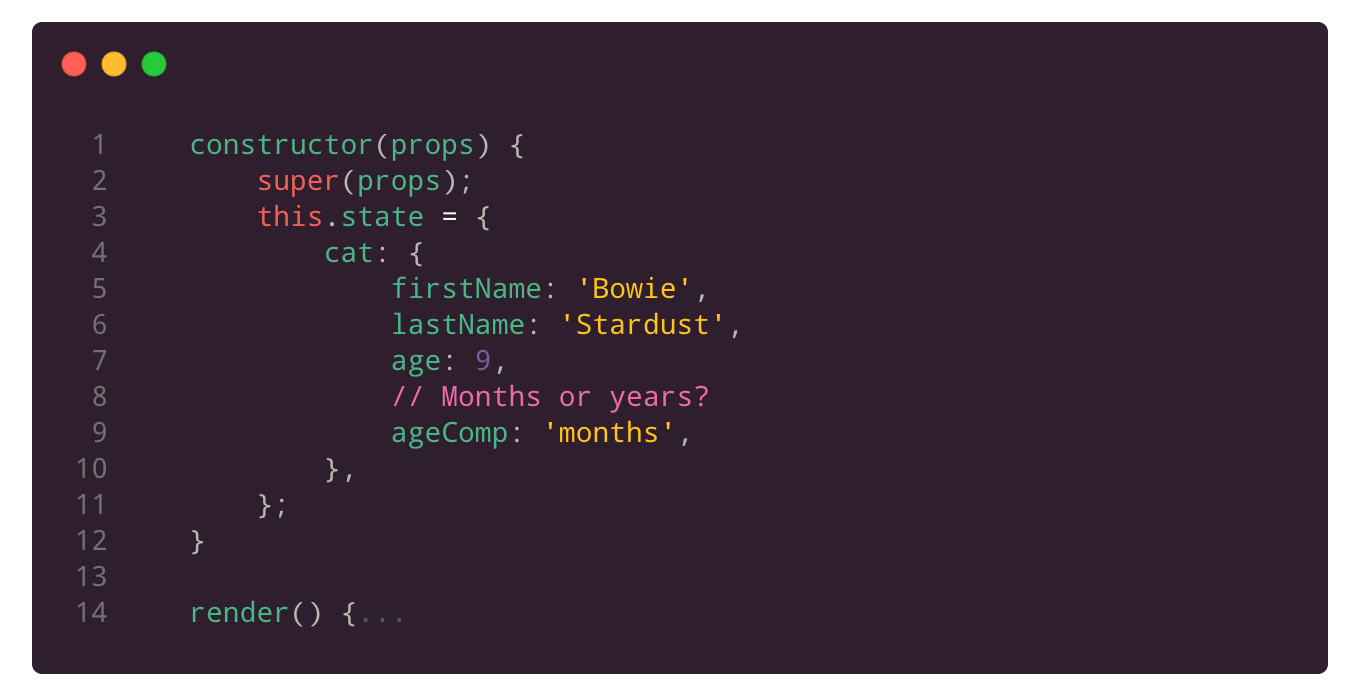 1 constructor(props) {
2 super(props);
3 this.state = {
4 cat: {
5 firstName: 'Bowie',
6 lastName: 'Stardust',
7 age: 9,
8 // Months or years?
9 ageComp: 'months',
10 },
11 };
12 }
13
14 render() {...